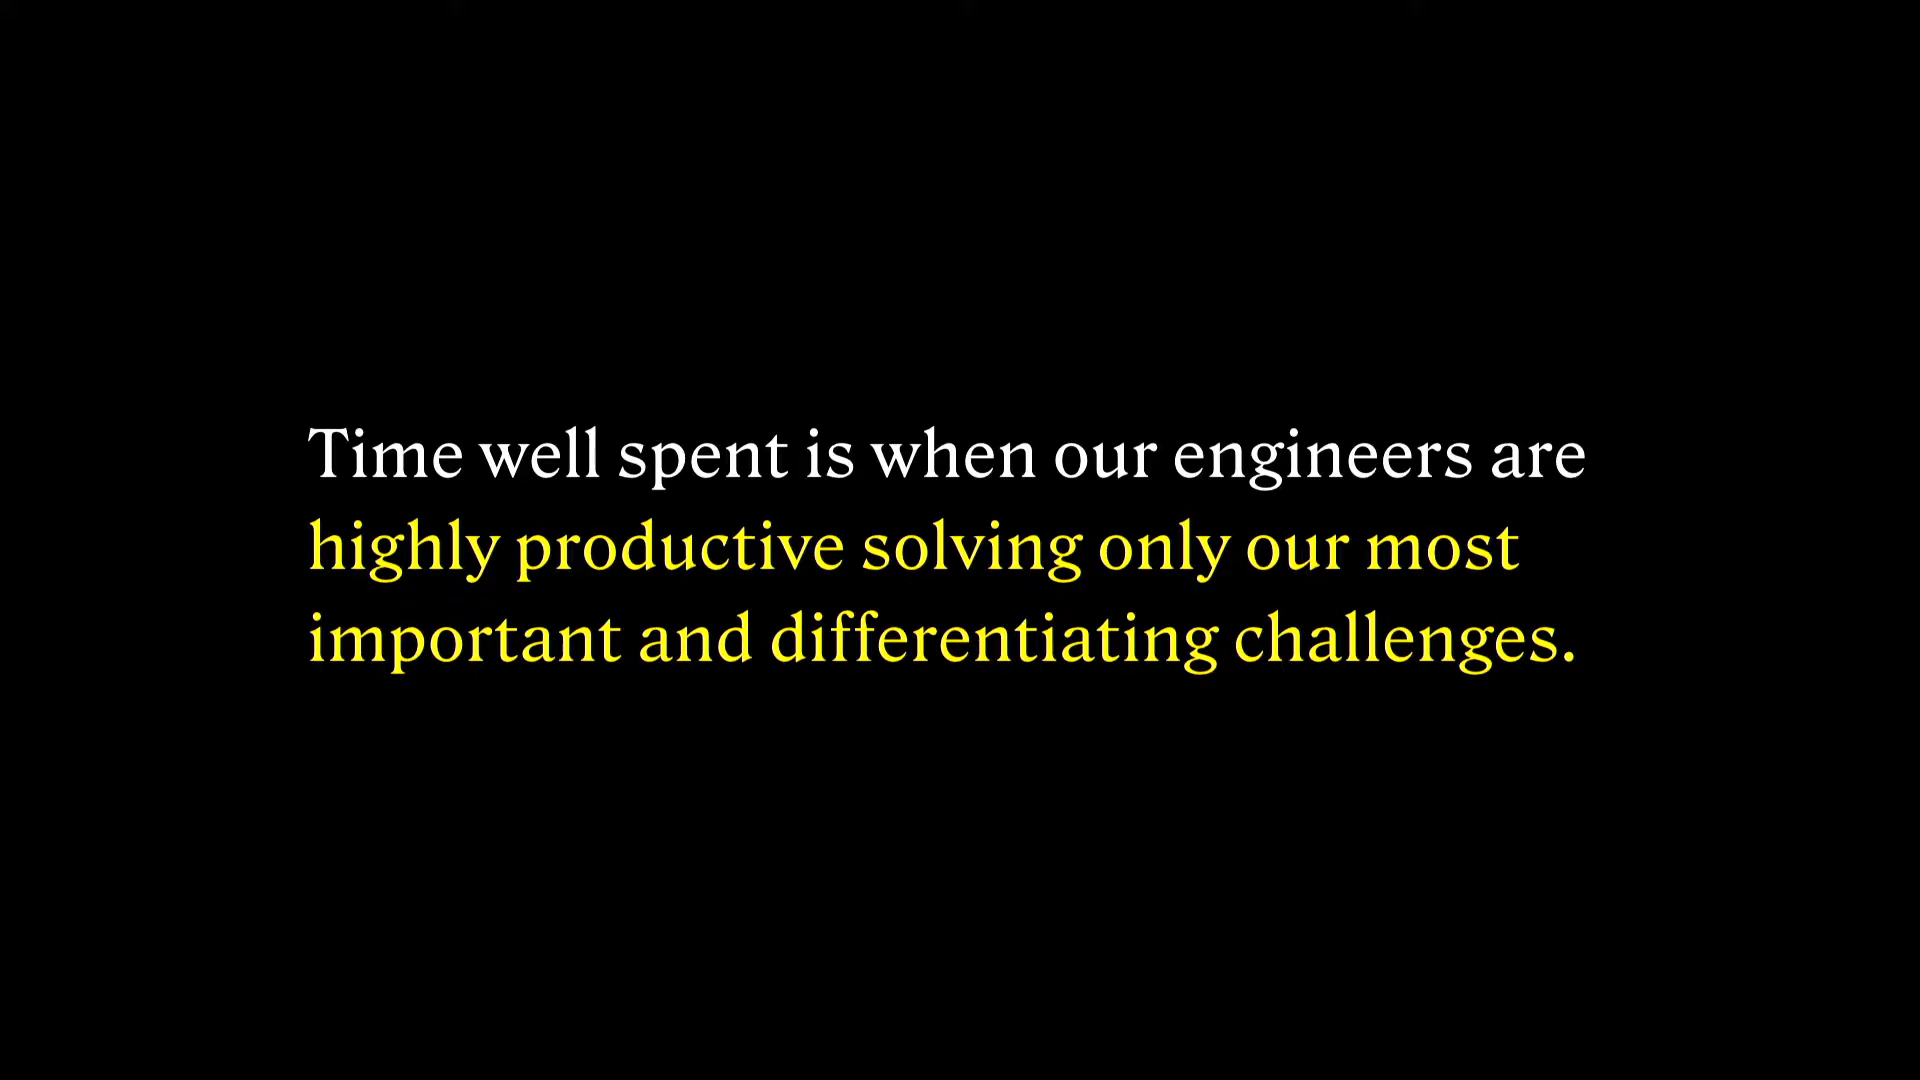 Time well spent is when our engineers are
highly productive solving only our most
important and differentiating challenges.